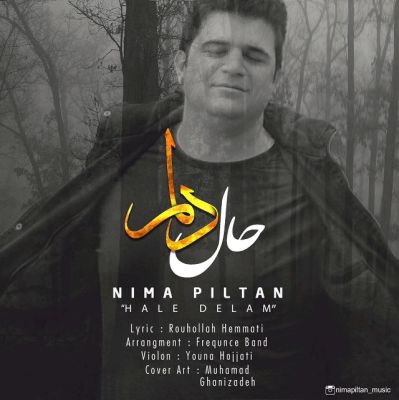 حال دلم
NIMA PILTAN
"HALE DELAM"
Lyric : Rouhollah Hemmati
Arrangment : Frequnce Band
Violon : Youna Hojjati
Cover Art : Muhamad
Ghanizadeh
nimapiltan_music